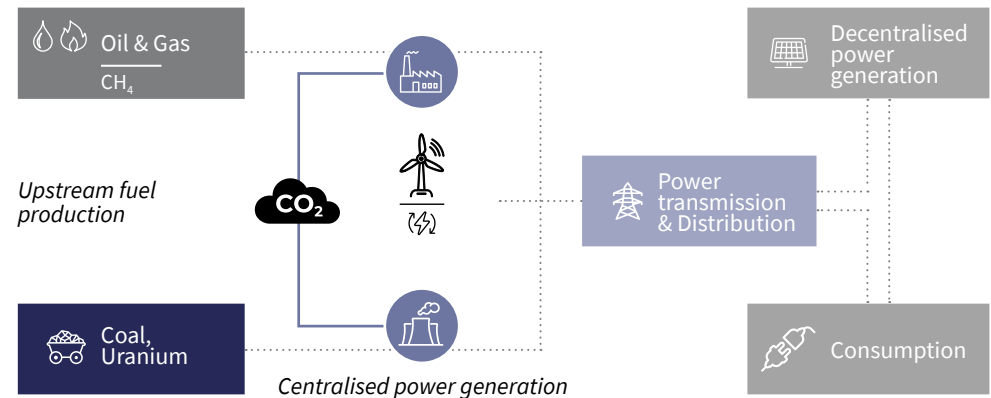 Oil & Gas
CH₄
Decentralised
power
generation
Upstream fuel
production
CO₂
Power
transmission
& Distribution
Coal,
Uranium
Consumption
Centralised power generation